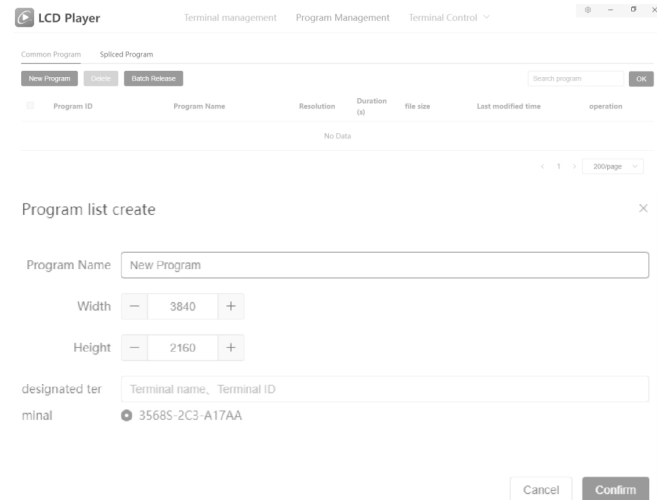 LCD Player
Terminal management Program Management Terminal Control
Common Program Spliced Program
New Program Delete Batch Release Search program OK
Program ID Program Name Resolution Duration (s) file size Last modified time operation
No Data
1 200/page
Program list create
Program Name New Program
Width 3840
Height 2160
designated ter Terminal name、Terminal ID
minal 3568S-2C3-A17AA
Cancel Confirm